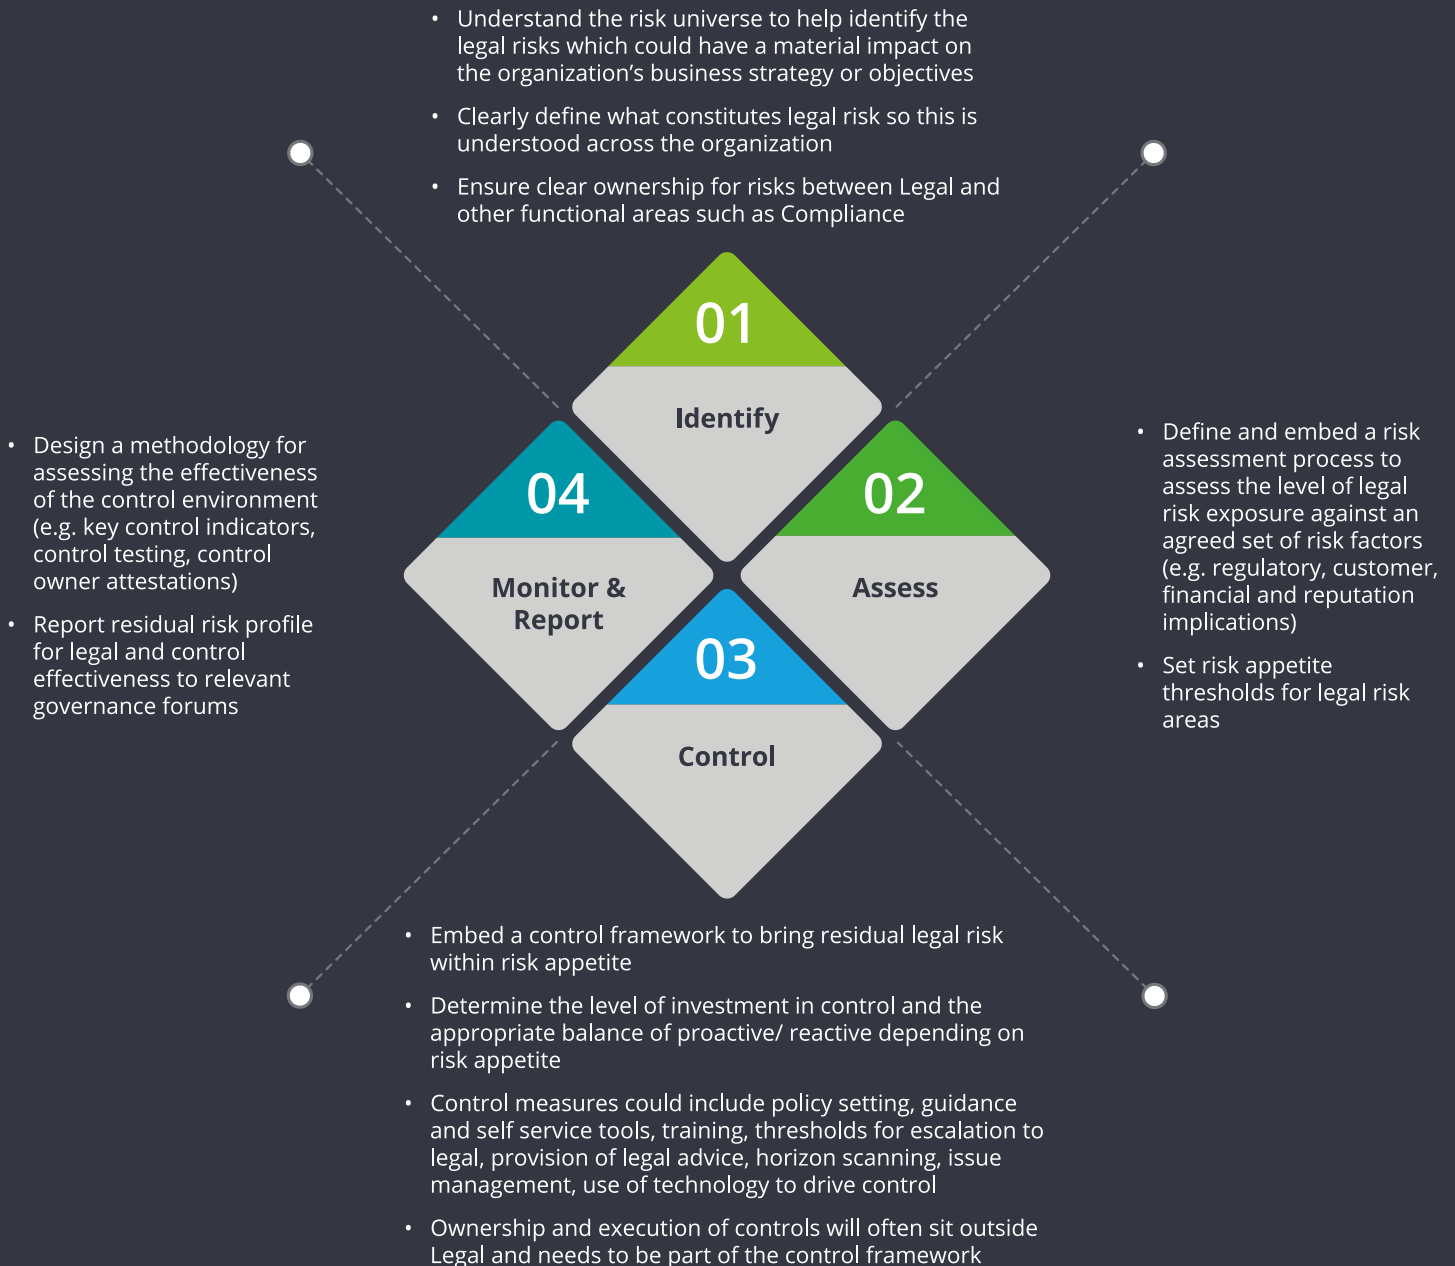 • Understand the risk universe to help identify the
legal risks which could have a material impact on
the organization’s business strategy or objectives
• Clearly define what constitutes legal risk so this is
understood across the organization
• Ensure clear ownership for risks between Legal and
other functional areas such as Compliance
01
Identify
02
Assess
• Define and embed a risk
assessment process to
assess the level of legal
risk exposure against an
agreed set of risk factors
(e.g. regulatory, customer,
financial and reputation
implications)
• Set risk appetite
thresholds for legal risk
areas
03
Control
• Embed a control framework to bring residual legal risk
within risk appetite
• Determine the level of investment in control and the
appropriate balance of proactive/ reactive depending on
risk appetite
• Control measures could include policy setting, guidance
and self service tools, training, thresholds for escalation to
legal, provision of legal advice, horizon scanning, issue
management, use of technology to drive control
• Ownership and execution of controls will often sit outside
Legal and needs to be part of the control framework
04
Monitor &
Report
• Design a methodology for
assessing the effectiveness
of the control environment
(e.g. key control indicators,
control testing, control
owner attestations)
• Report residual risk profile
for legal and control
effectiveness to relevant
governance forums